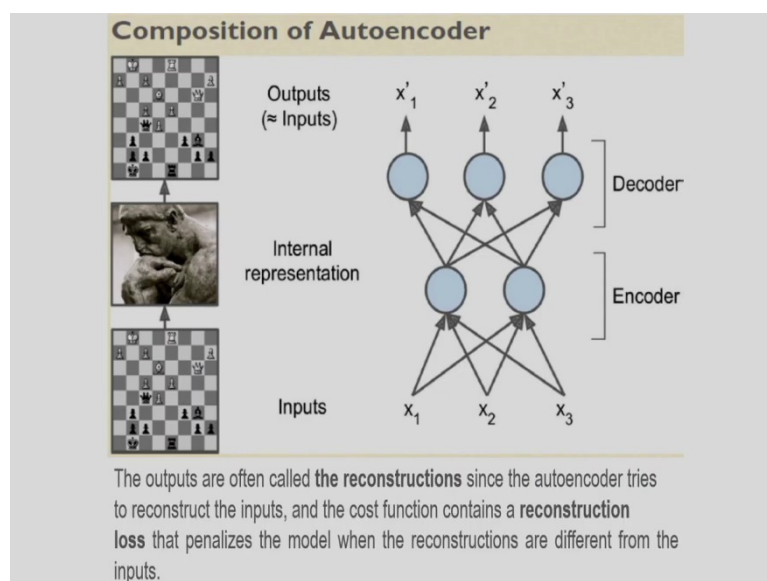 Composition of Autoencoder
Outputs
(≈ Inputs)
x'1 x'2 x'3
Decoder
Internal
representation
Encoder
Inputs
x1 x2 x3
The outputs are often called the reconstructions since the autoencoder tries
to reconstruct the inputs, and the cost function contains a reconstruction
loss that penalizes the model when the reconstructions are different from the
inputs.